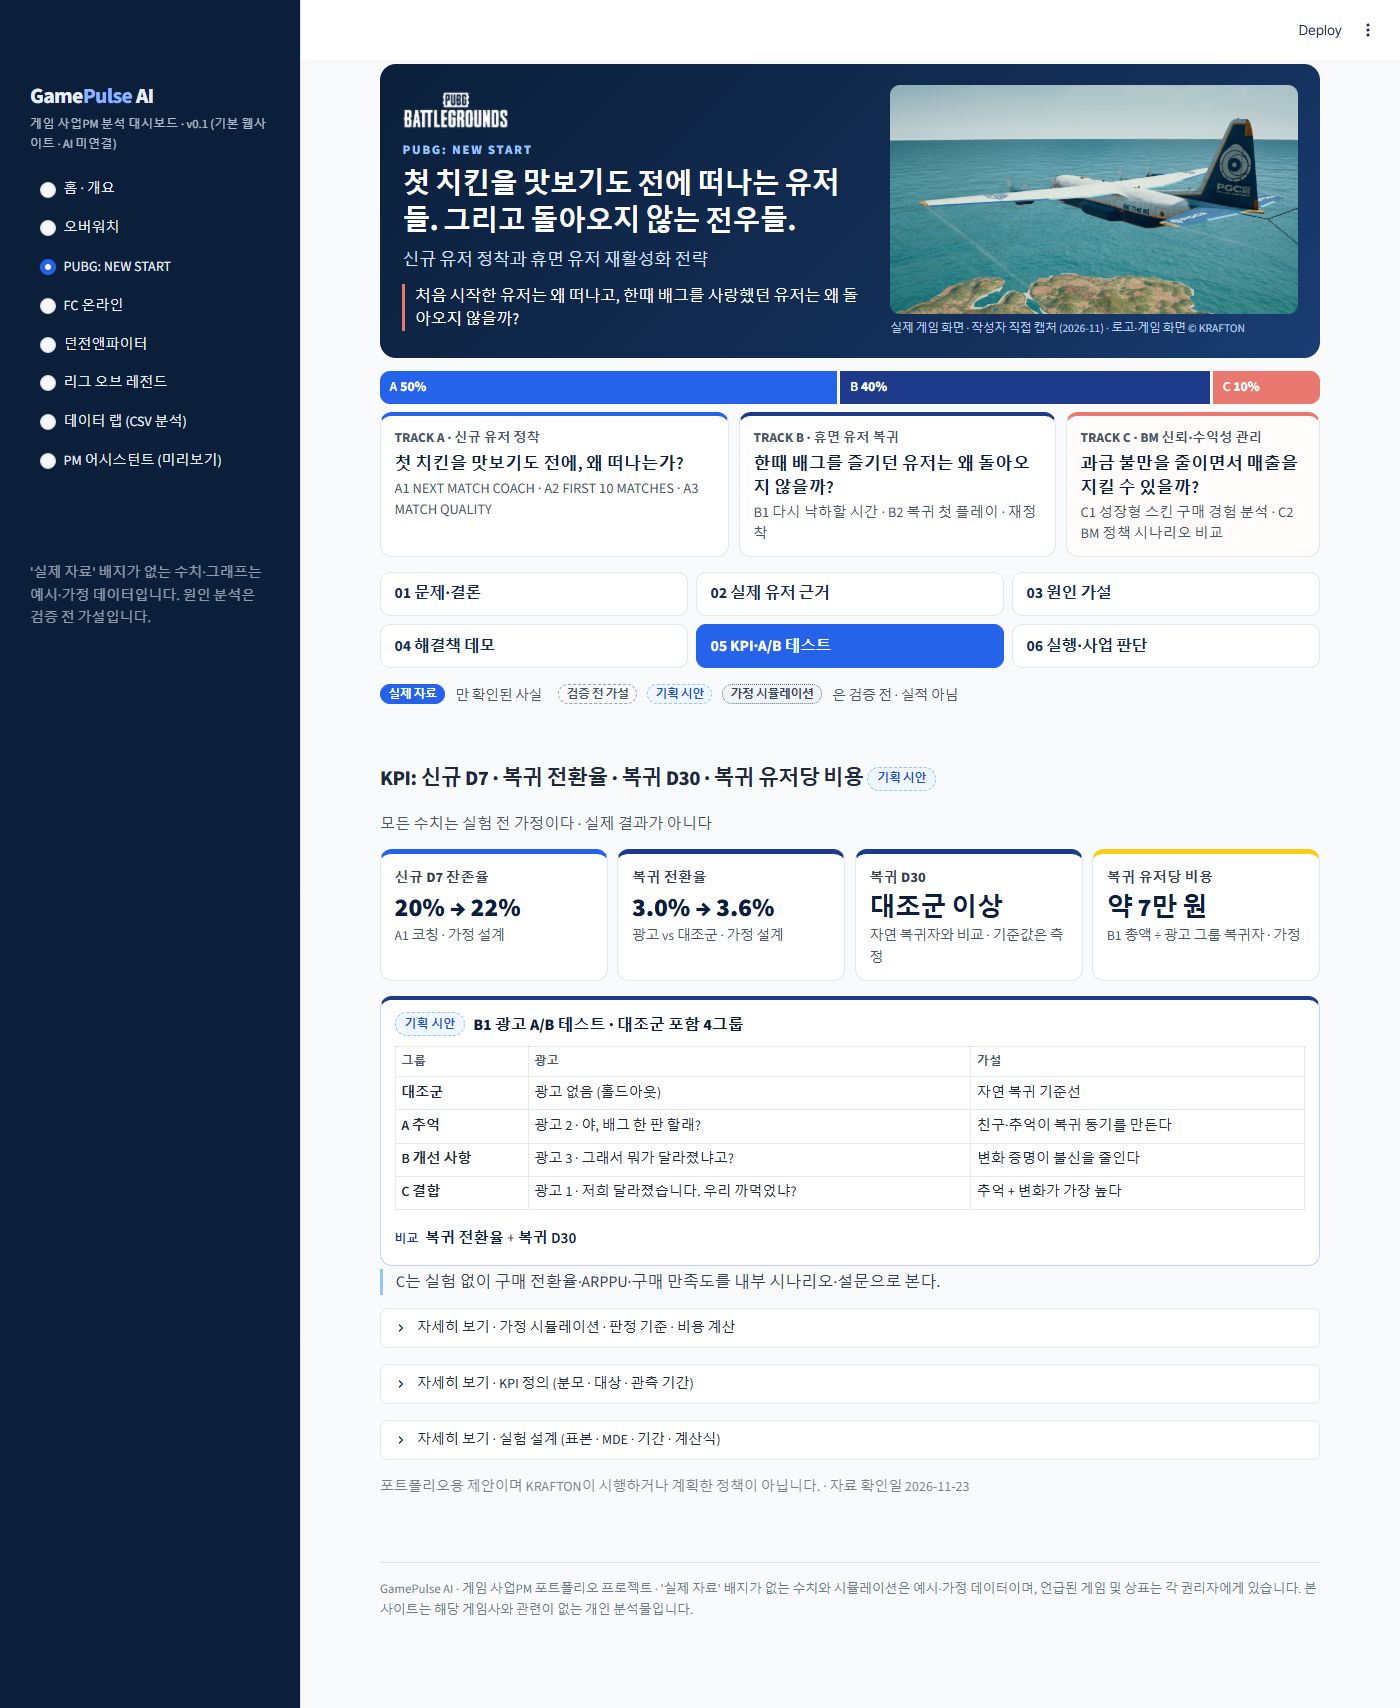 Deploy
GamePulse AI
게임 사업PM 분석 대시보드 · v0.1 (기본 웹사
이트 · AI 미연결)
홈 · 개요
오버워치
PUBG: NEW START
FC 온라인
던전앤파이터
리그 오브 레전드
데이터 랩 (CSV 분석)
PM 어시스턴트 (미리보기)
'실제 자료' 배지가 없는 수치·그래프는
예시·가정 데이터입니다. 원인 분석은
검증 전 가설입니다.
PUBG
BATTLEGROUNDS
PUBG: NEW START
첫 치킨을 맛보기도 전에 떠나는 유저
들. 그리고 돌아오지 않는 전우들.
신규 유저 정착과 휴면 유저 재활성화 전략
처음 시작한 유저는 왜 떠나고, 한때 배그를 사랑했던 유저는 왜 돌
아오지 않을까?
PGC
실제 게임 화면 · 작성자 직접 캡처 (2026-11) · 로고·게임 화면 © KRAFTON
A 50%
B 40%
C 10%
TRACK A · 신규 유저 정착
첫 치킨을 맛보기도 전에, 왜 떠나는가?
A1 NEXT MATCH COACH · A2 FIRST 10 MATCHES · A3
MATCH QUALITY
TRACK B · 휴면 유저 복귀
한때 배그를 즐기던 유저는 왜 돌아오
지 않을까?
B1 다시 낙하할 시간 · B2 복귀 첫 플레이 · 재정
착
TRACK C · BM 신뢰·수익성 관리
과금 불만을 줄이면서 매출을
지킬 수 있을까?
C1 성장형 스킨 구매 경험 분석 · C2
BM 정책 시나리오 비교
01 문제·결론
02 실제 유저 근거
03 원인 가설
04 해결책 데모
05 KPI·A/B 테스트
06 실행·사업 판단
실제 자료 만 확인된 사실 검증 전 가설 기획 시안 가정 시뮬레이션 은 검증 전 · 실적 아님
KPI: 신규 D7 · 복귀 전환율 · 복귀 D30 · 복귀 유저당 비용 기획 시안
모든 수치는 실험 전 가정이다 · 실제 결과가 아니다
신규 D7 잔존율
20% → 22%
A1 코칭 · 가정 설계
복귀 전환율
3.0% → 3.6%
광고 vs 대조군 · 가정 설계
복귀 D30
대조군 이상
자연 복귀자와 비교 · 기준값은 측
정
복귀 유저당 비용
약 7만 원
B1 총액 ÷ 광고 그룹 복귀자 · 가정
기획 시안 B1 광고 A/B 테스트 · 대조군 포함 4그룹
그룹 광고 가설
대조군 광고 없음 (홀드아웃) 자연 복귀 기준선
A 추억 광고 2 · 야, 배그 한 판 할래? 친구·추억이 복귀 동기를 만든다
B 개선 사항 광고 3 · 그래서 뭐가 달라졌냐고? 변화 증명이 불신을 줄인다
C 결합 광고 1 · 저희 달라졌습니다. 우리 까먹었냐? 추억 + 변화가 가장 높다
비교 복귀 전환율 + 복귀 D30
C는 실험 없이 구매 전환율·ARPPU·구매 만족도를 내부 시나리오·설문으로 본다.
자세히 보기 · 가정 시뮬레이션 · 판정 기준 · 비용 계산
자세히 보기 · KPI 정의 (분모 · 대상 · 관측 기간)
자세히 보기 · 실험 설계 (표본 · MDE · 기간 · 계산식)
포트폴리오용 제안이며 KRAFTON이 시행하거나 계획한 정책이 아닙니다. · 자료 확인일 2026-11-23
GamePulse AI · 게임 사업PM 포트폴리오 프로젝트 · '실제 자료' 배지가 없는 수치와 시뮬레이션은 예시·가정 데이터이며, 언급된 게임 및 상표는 각 권리자에게 있습니다. 본
사이트는 해당 게임사와 관련이 없는 개인 분석물입니다.